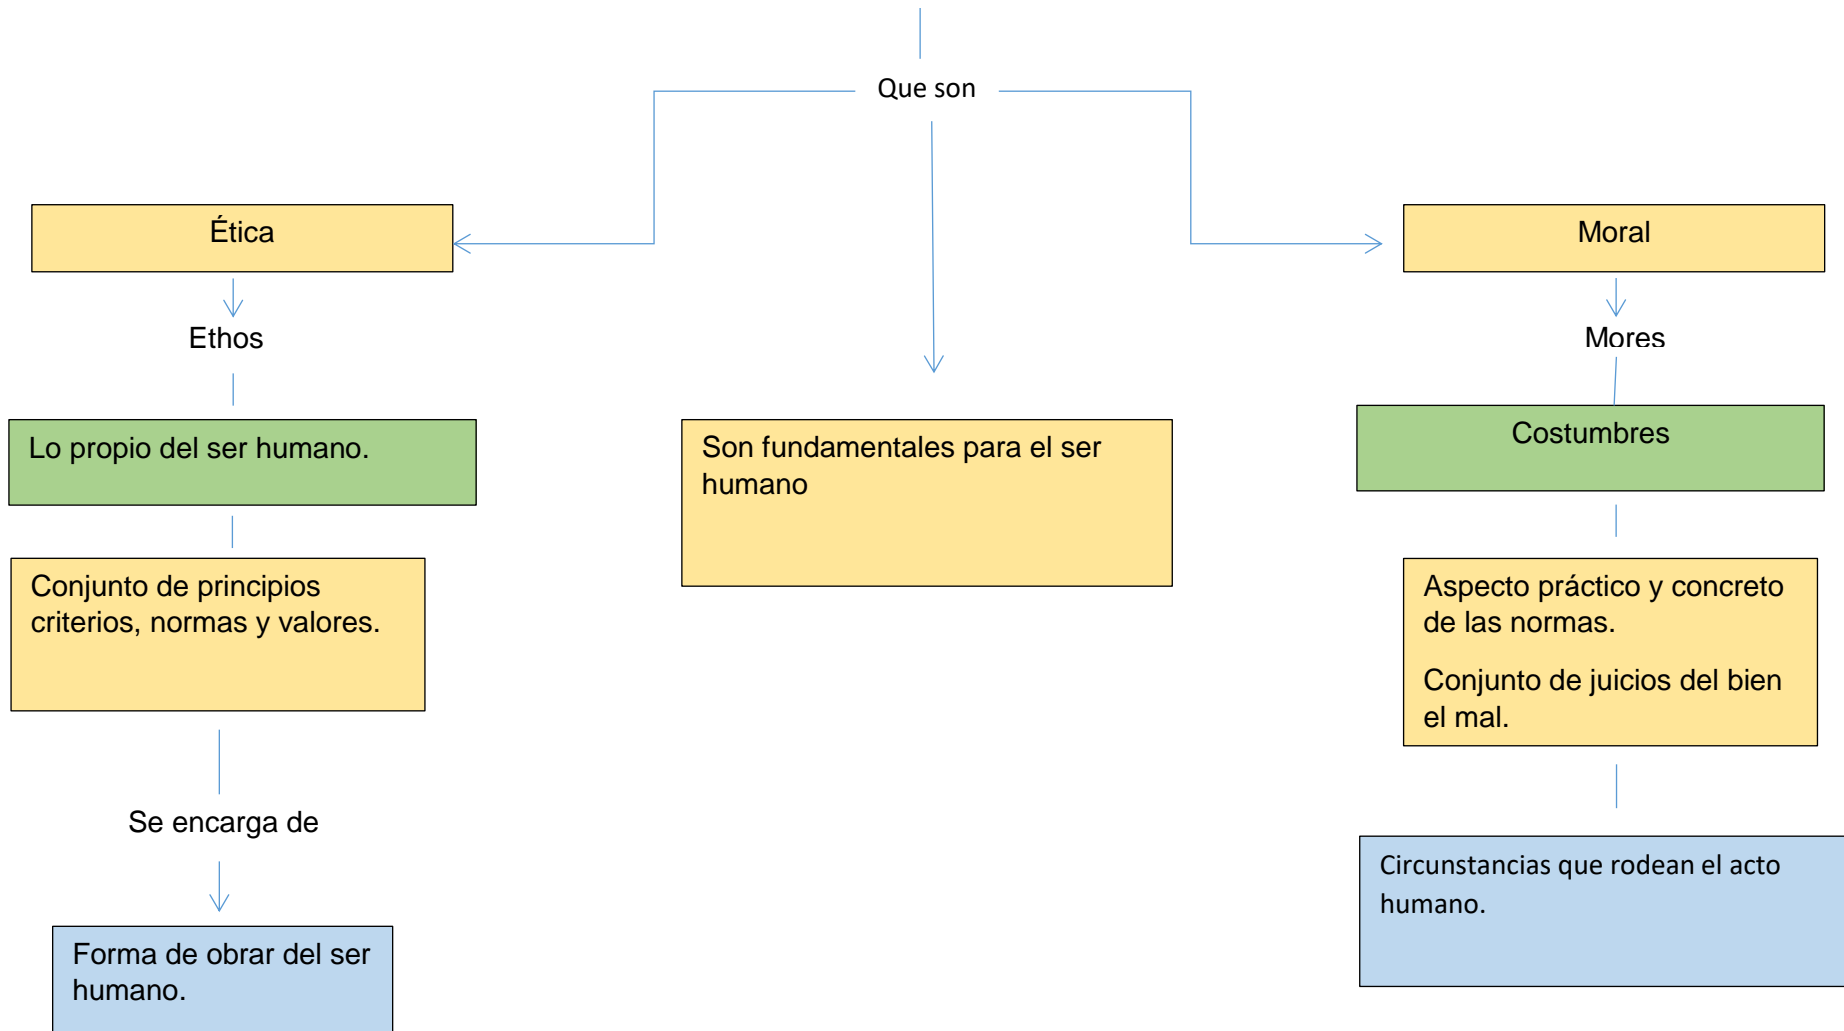 Que son
Ética
Moral
Ethos
Mores
Lo propio del ser humano.
Son fundamentales para el ser
humano
Costumbres
Conjunto de principios
criterios, normas y valores.
Aspecto práctico y concreto
de las normas.
Conjunto de juicios del bien
el mal.
Se encarga de
Circunstancias que rodean el acto
humano.
Forma de obrar del ser
humano.